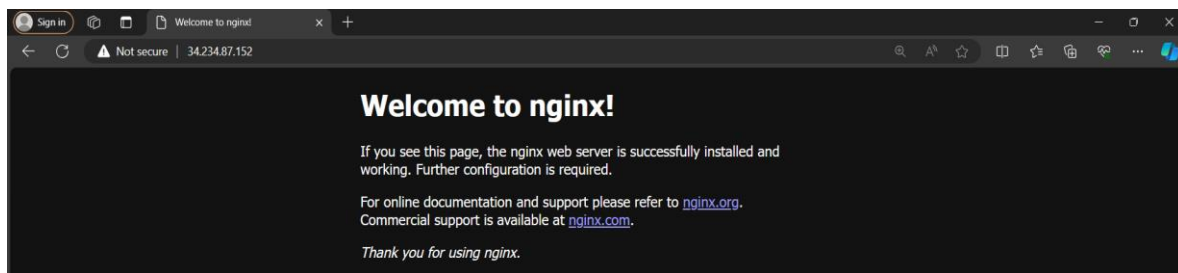 Sign in
Welcome to nginx!
Not secure
34.234.87.152
Welcome to nginx!
If you see this page, the nginx web server is successfully installed and
working. Further configuration is required.
For online documentation and support please refer to nginx.org.
Commercial support is available at nginx.com.
Thank you for using nginx.